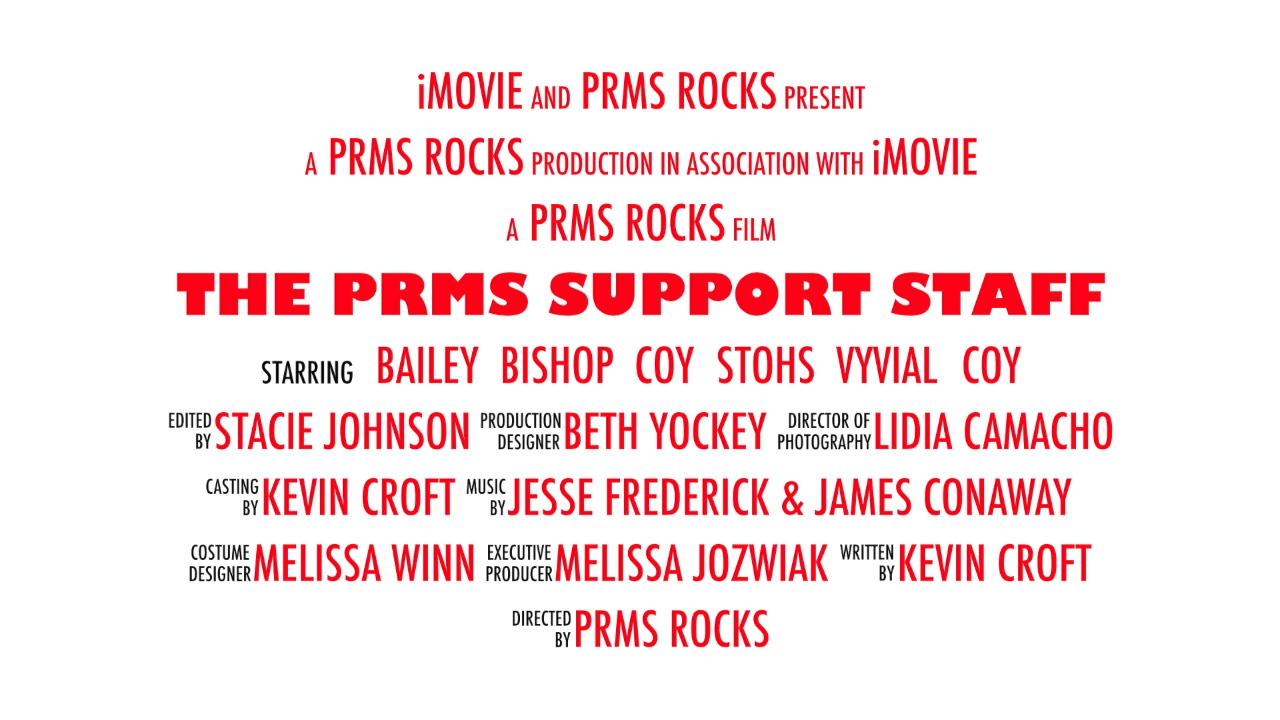 iMOVIE AND PRMS ROCKS PRESENT
A PRMS ROCKS PRODUCTION IN ASSOCIATION WITH iMOVIE
A PRMS ROCKS FILM
THE PRMS SUPPORT STAFF
STARRING BAILEY BISHOP COY STOHS VYVIAL COY
EDITED BY STACIE JOHNSON PRODUCTION DESIGNER BETH YOCKEY DIRECTOR OF PHOTOGRAPHY LIDIA CAMACHO
CASTING BY KEVIN CROFT MUSIC BY JESSE FREDERICK & JAMES CONAWAY
COSTUME DESIGNER MELISSA WINN EXECUTIVE PRODUCER MELISSA JOZWIAK WRITTEN BY KEVIN CROFT
DIRECTED BY PRMS ROCKS